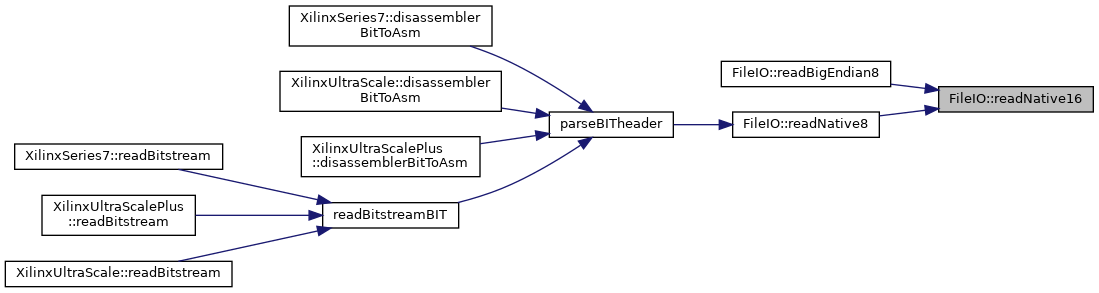 XilinxSeries7::disassembler
BitToAsm
XilinxUltraScale::disassembler
BitToAsm
XilinxUltraScalePlus
::disassemblerBitToAsm
XilinxSeries7::readBitstream
XilinxUltraScalePlus
::readBitstream
XilinxUltraScale::readBitstream
readBitstreamBIT
parseBITheader
FileIO::readBigEndian8
FileIO::readNative8
FileIO::readNative16